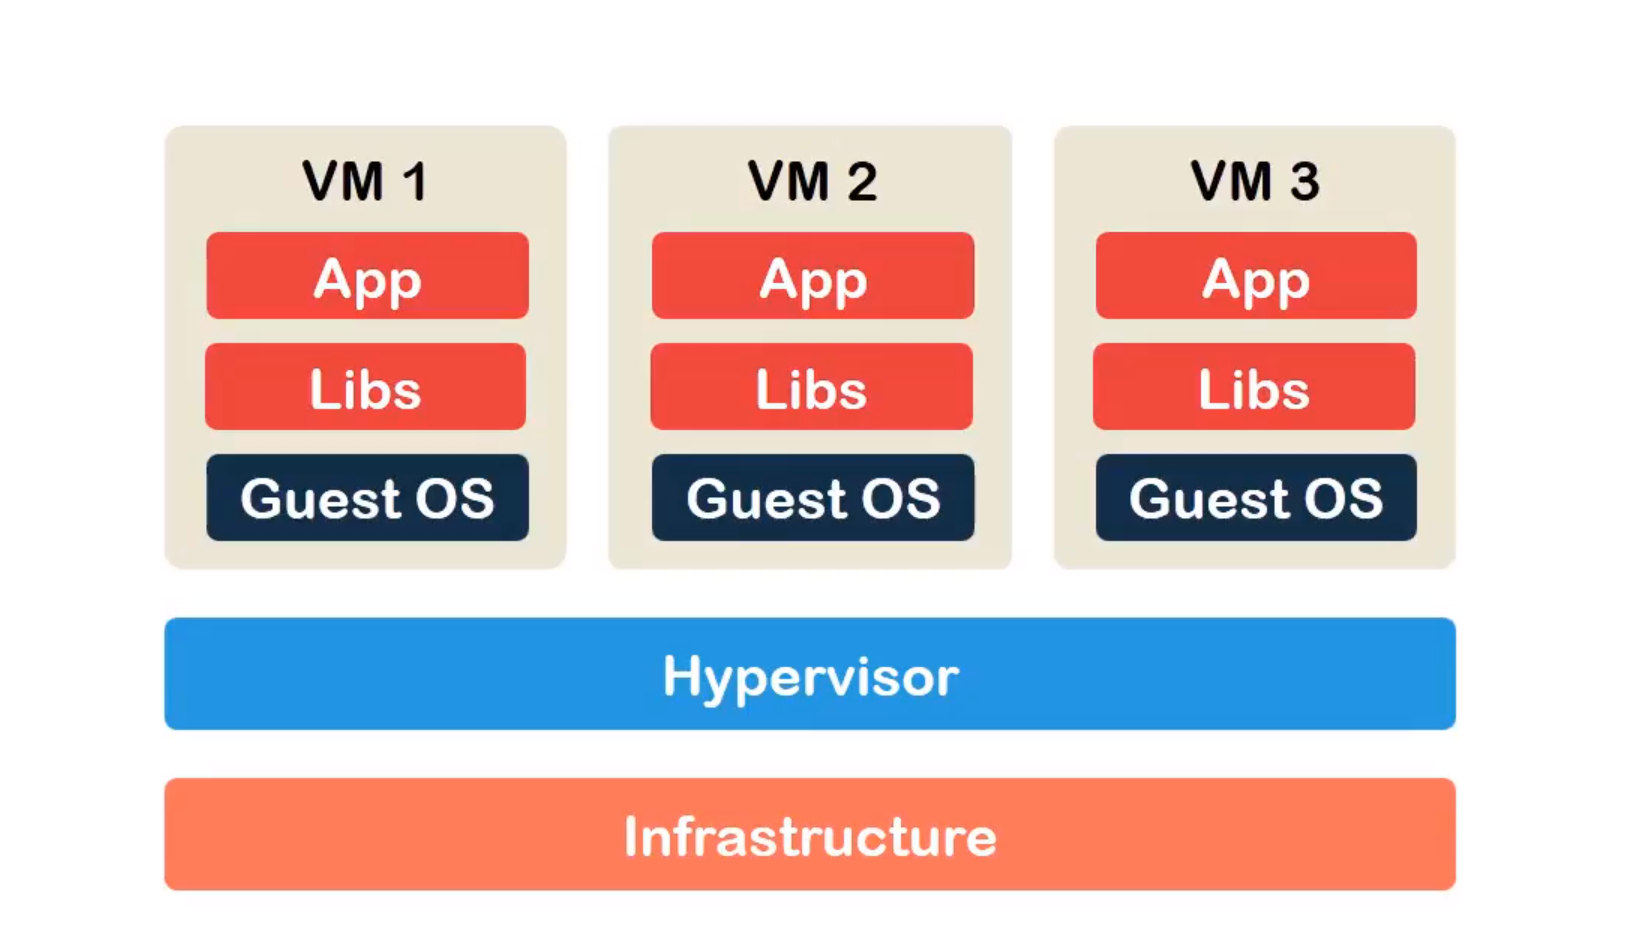 VM 1
App
Libs
Guest OS
VM 2
App
Libs
Guest OS
VM 3
App
Libs
Guest OS
Hypervisor
Infrastructure